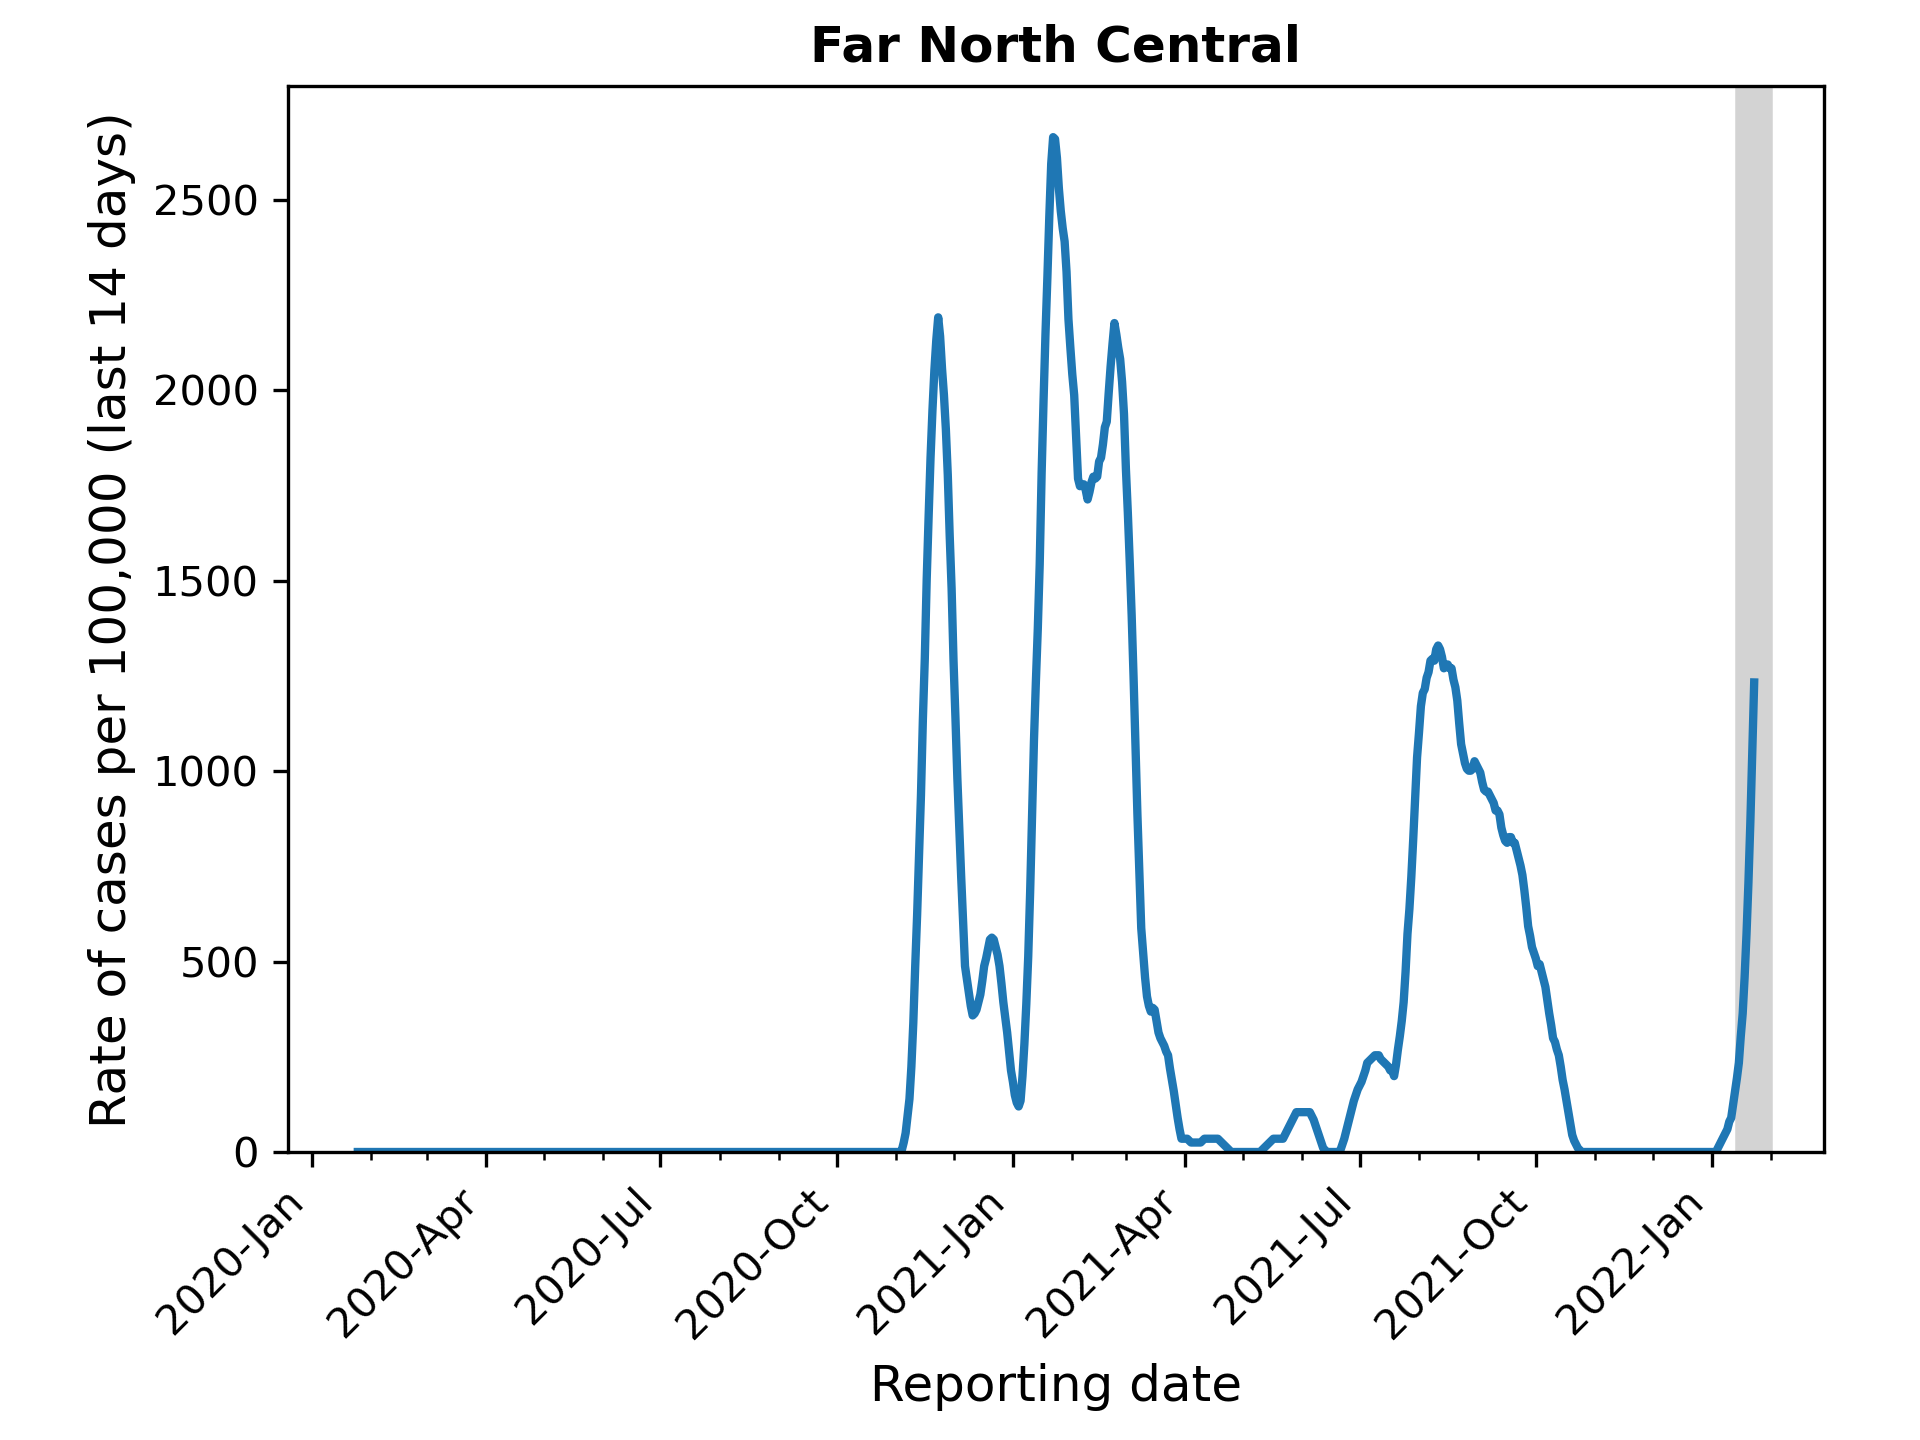 Far North Central
Rate of cases per 100,000 (last 14 days)
2500
2000
1500
1000
500
0
2020-Jan
2020-Apr
2020-Jul
2020-Oct
2021-Jan
2021-Apr
2021-Jul
2021-Oct
2022-Jan
Reporting date